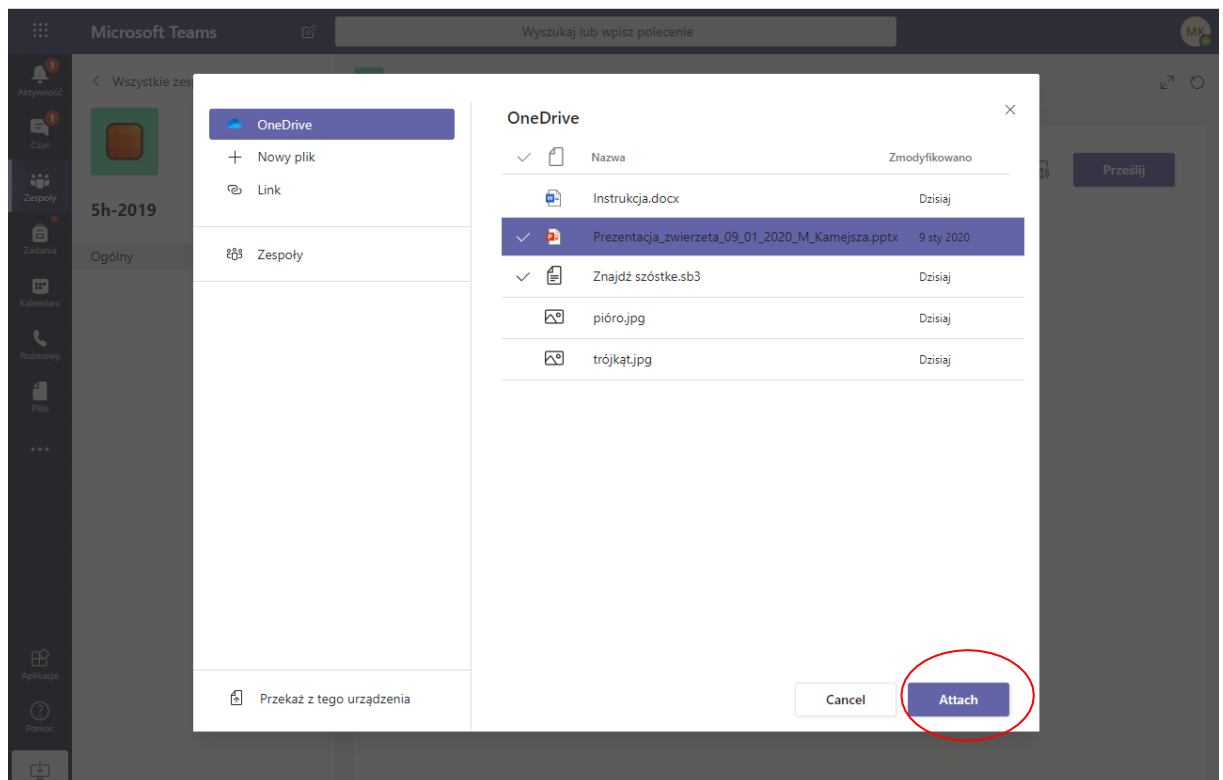 Microsoft Teams
Wyszukaj lub wpisz polecenie
MK
1
Aktywność
1
Czat
Zespoły
Zadania
Kalendarz
Rozmowy
Pliki
Aplikacje
Pomoc
Wszystkie zes
5h-2019
Ogólny
OneDrive
Nowy plik
Link
Zespoły
Przekaż z tego urządzenia
OneDrive
Nazwa Zmodyfikowano
Instrukcja.docx Dzisiaj
Prezentacja_zwierzeta_09_01_2020_M_Kamejsza.pptx 9 sty 2020
Znajdź szóstke.sb3 Dzisiaj
pióro.jpg Dzisiaj
trójkąt.jpg Dzisiaj
Cancel Attach
Prześlij